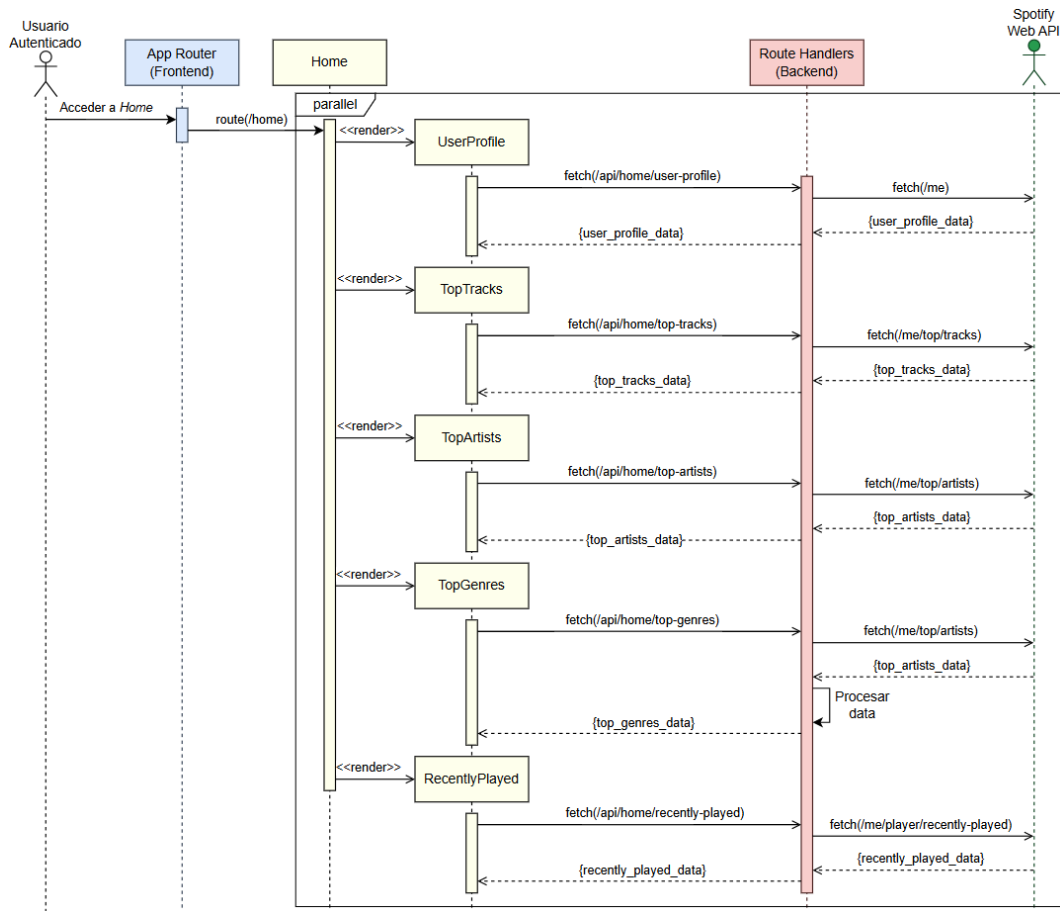 Usuario
Autenticado
App Router
(Frontend)
Home
Route Handlers
(Backend)
Spotify
Web API
parallel
Acceder a Home
route(/home)
<<render>>
UserProfile
fetch(/api/home/user-profile)
fetch(/me)
{user_profile_data}
{user_profile_data}
<<render>>
TopTracks
fetch(/api/home/top-tracks)
fetch(/me/top/tracks)
{top_tracks_data}
{top_tracks_data}
<<render>>
TopArtists
fetch(/api/home/top-artists)
fetch(/me/top/artists)
{top_artists_data}
{top_artists_data}
<<render>>
TopGenres
fetch(/api/home/top-genres)
fetch(/me/top/artists)
{top_artists_data}
Procesar
data
{top_genres_data}
<<render>>
RecentlyPlayed
fetch(/api/home/recently-played)
fetch(/me/player/recently-played)
{recently_played_data}
{recently_played_data}